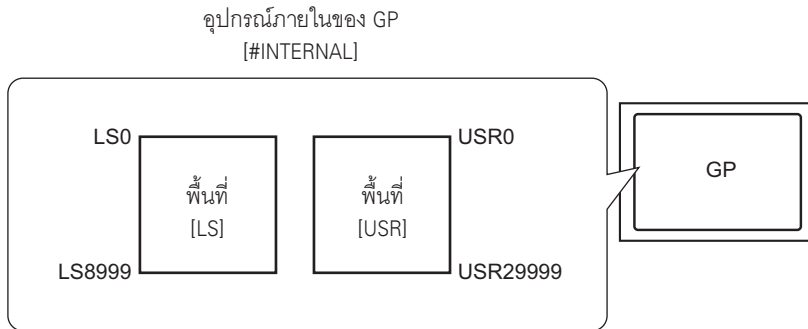 อุปกรณ์ภายในของ GP
[#INTERNAL]
LS0
USR0
พื้นที่
[LS]
พื้นที่
[USR]
GP
LS8999
USR29999